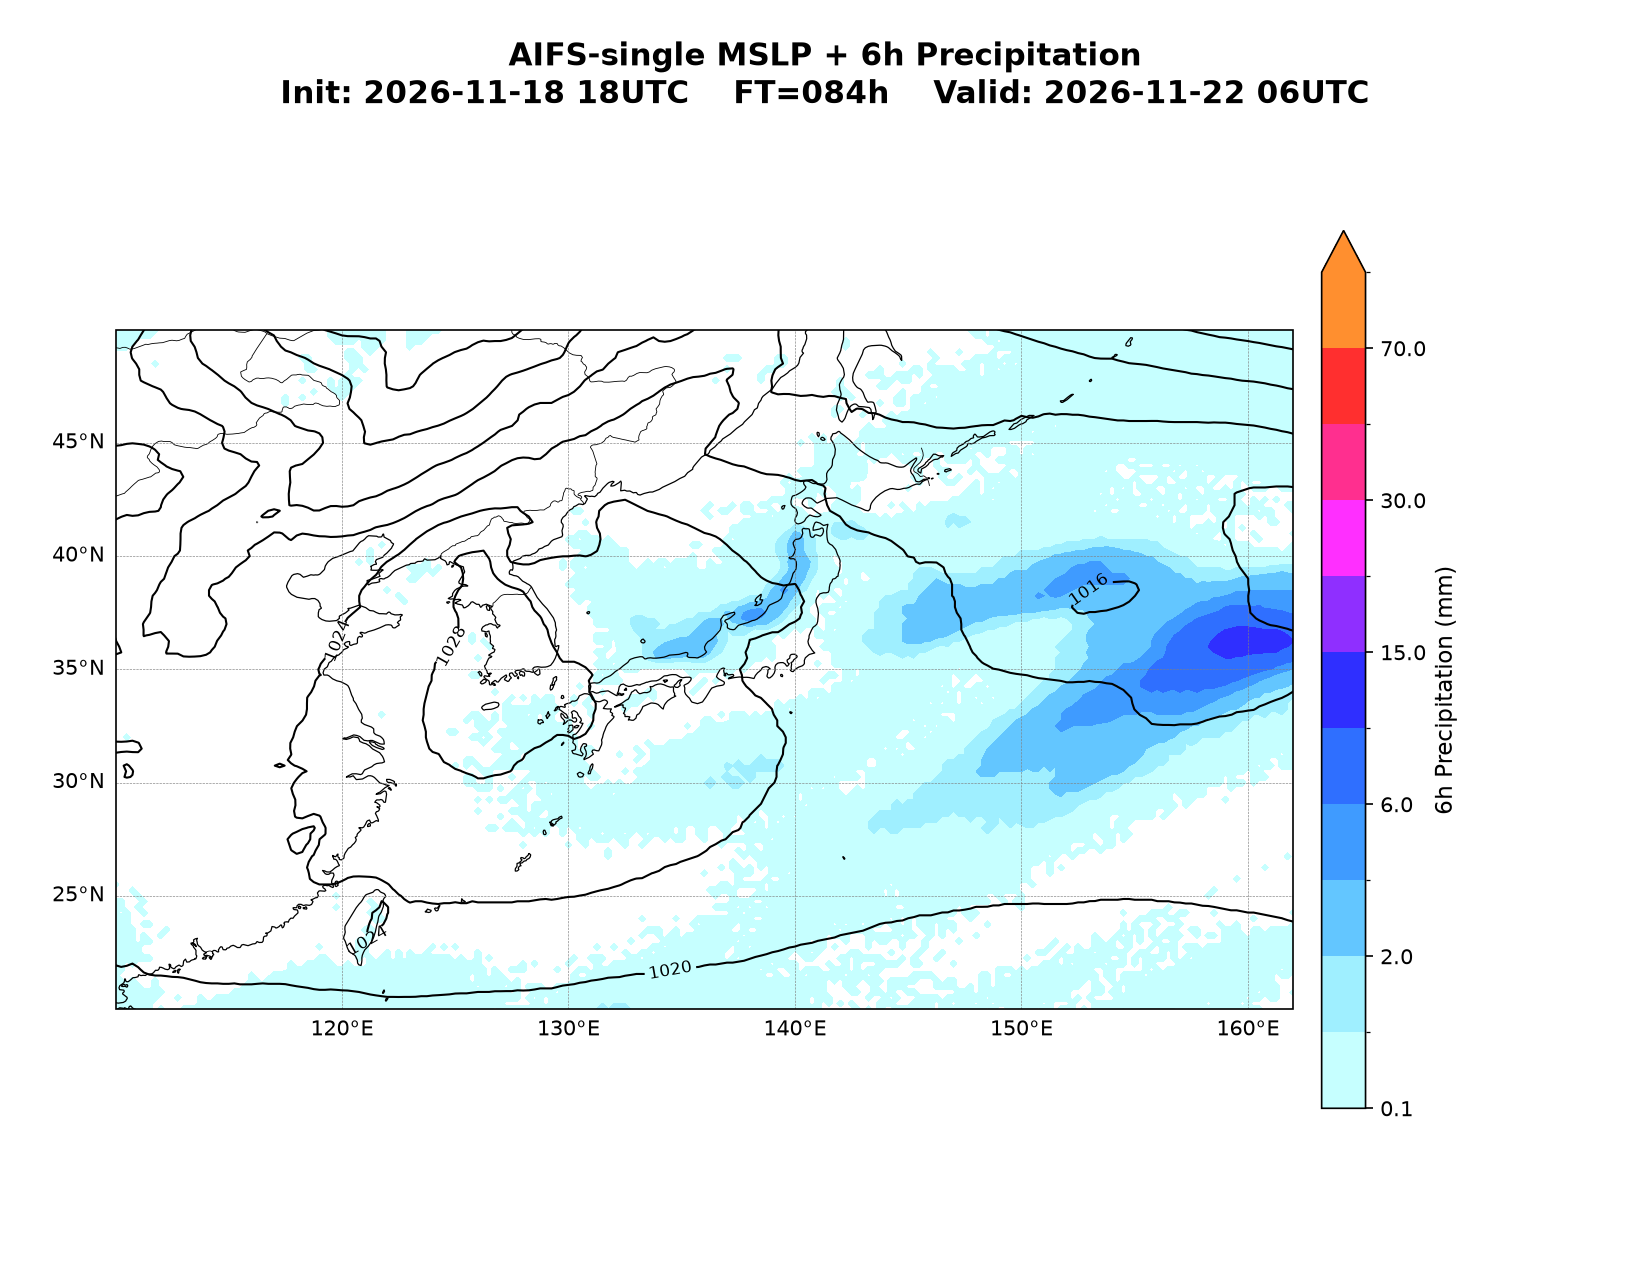 AIFS-single MSLP + 6h Precipitation
Init: 2026-11-18 18UTC    FT=084h    Valid: 2026-11-22 06UTC
70.0
30.0
15.0
6.0
2.0
0.1
6h Precipitation (mm)
45°N
40°N
35°N
30°N
25°N
120°E
130°E
140°E
150°E
160°E
1016
1024
1028
1024
1020